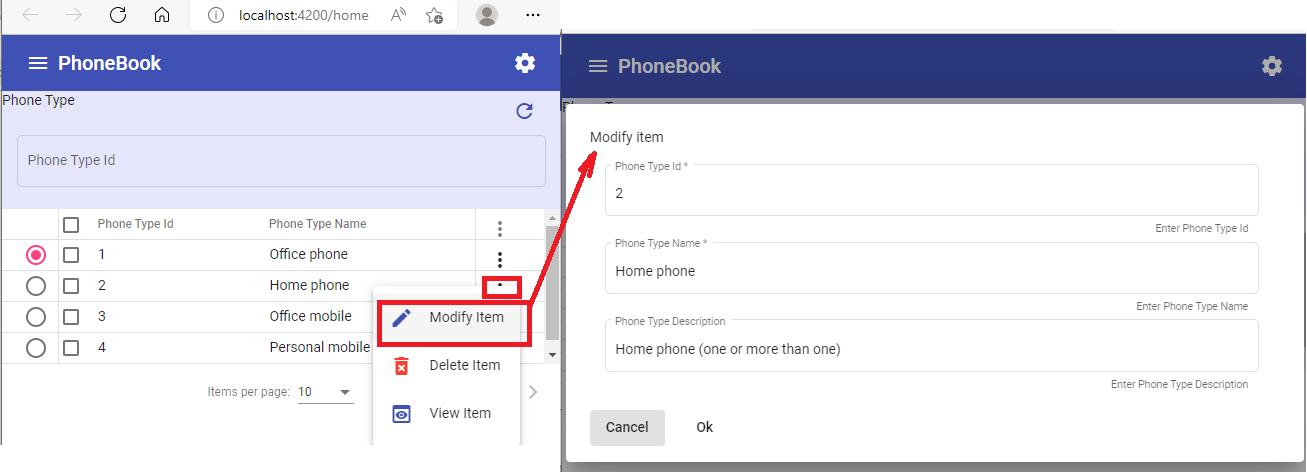 localhost:4200/home
PhoneBook
Phone Type
Phone Type Id
Phone Type Id Phone Type Name
1 Office phone
2 Home phone
3 Office mobile
4 Personal mobile
Modify Item
Delete Item
View Item
Items per page: 10
PhoneBook
Modify item
Phone Type Id *
2
Enter Phone Type Id
Phone Type Name *
Home phone
Enter Phone Type Name
Phone Type Description
Home phone (one or more than one)
Enter Phone Type Description
Cancel Ok